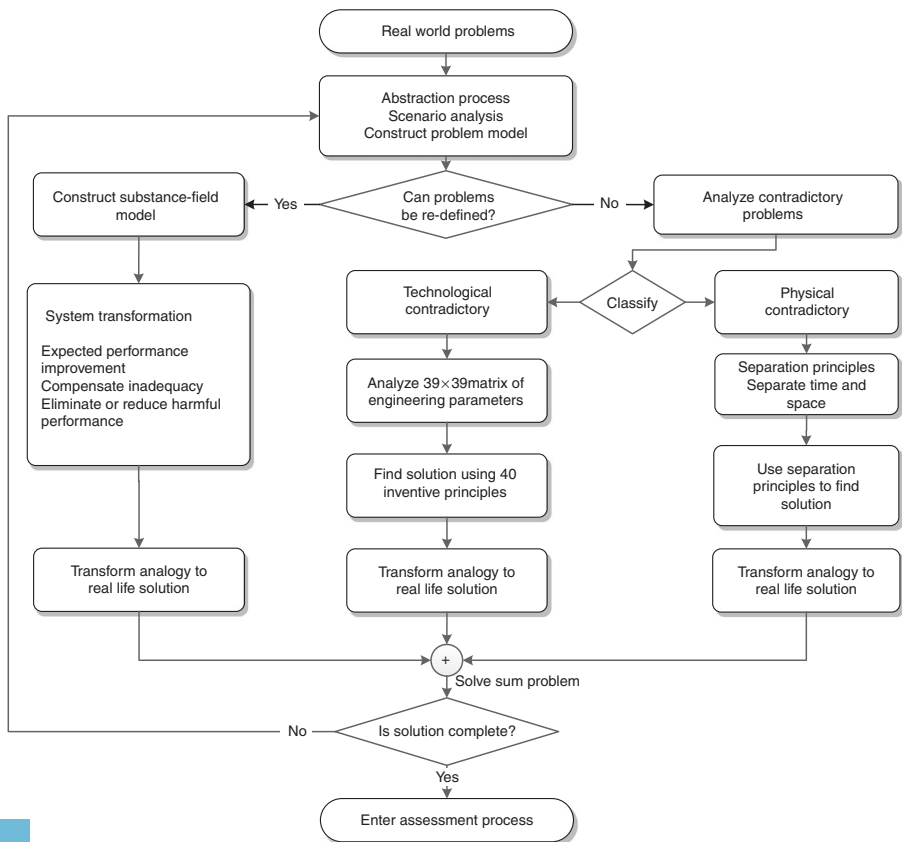 Real world problems
Abstraction process
Scenario analysis
Construct problem model
Can problems
be re-defined?
Yes
No
Construct substance-field
model
Analyze contradictory
problems
System transformation
Expected performance
improvement
Compensate inadequacy
Eliminate or reduce harmful
performance
Technological
contradictory
Classify
Physical
contradictory
Analyze 39×39matrix of
engineering parameters
Separation principles
Separate time and
space
Find solution using 40
inventive principles
Use separation
principles to find
solution
Transform analogy to
real life solution
Transform analogy to
real life solution
Transform analogy to
real life solution
+
Solve sum problem
Is solution complete?
No
Yes
Enter assessment process